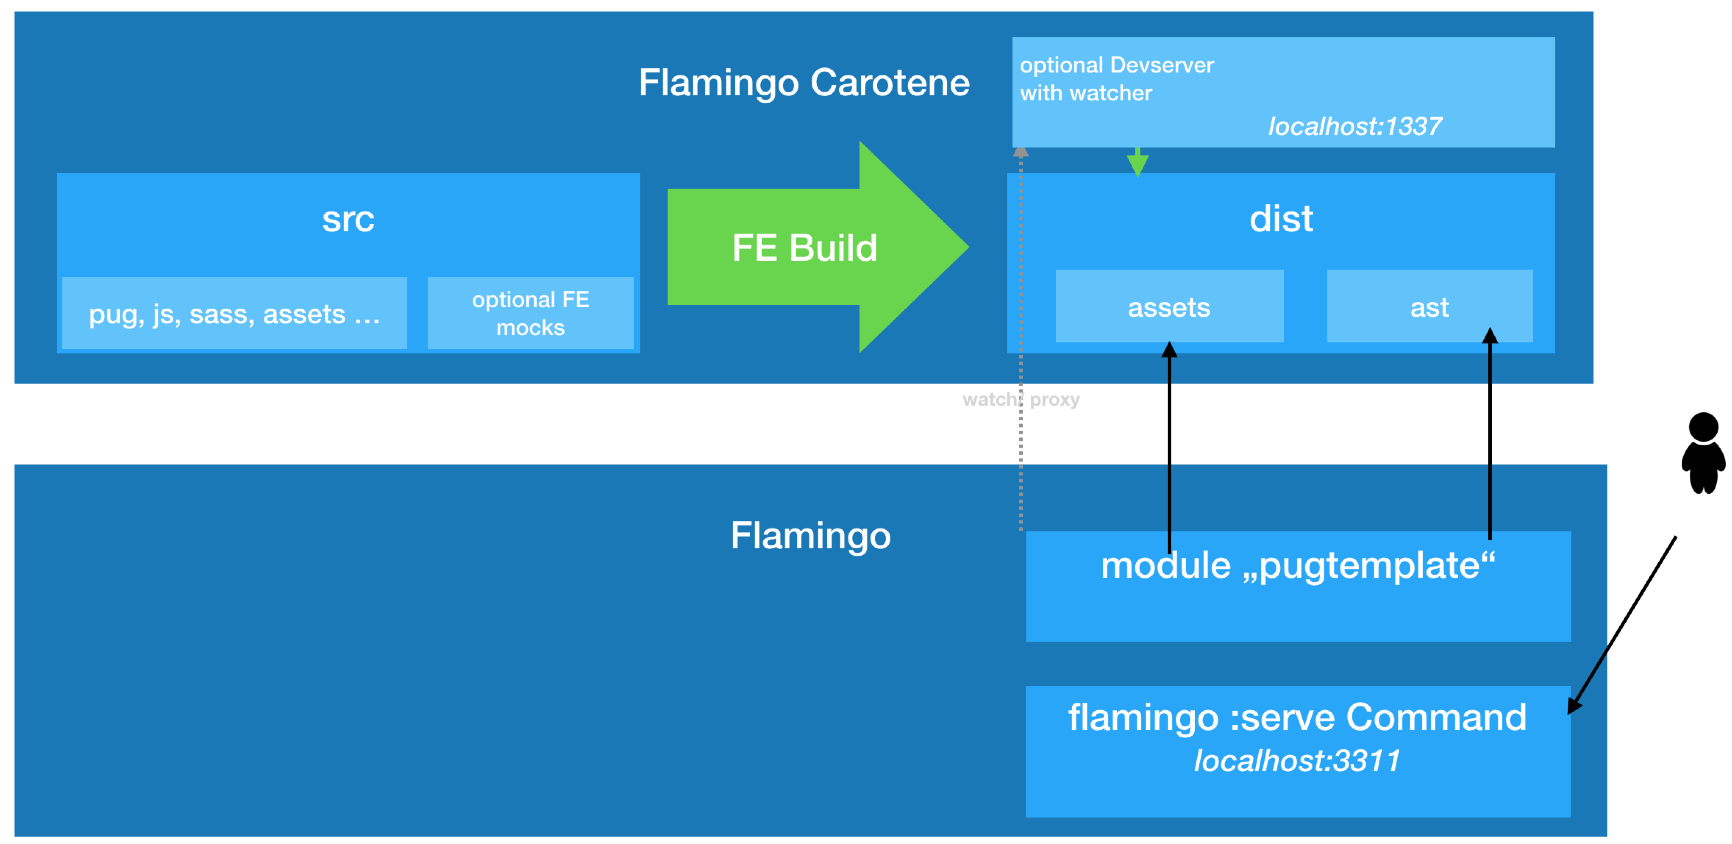 Flamingo Carotene
optional Devserver
with watcher
localhost:1337
src
pug, js, sass, assets ...
optional FE
mocks
FE Build
dist
assets
ast
watch/ proxy
Flamingo
module „pugtemplate“
flamingo :serve Command
localhost:3311